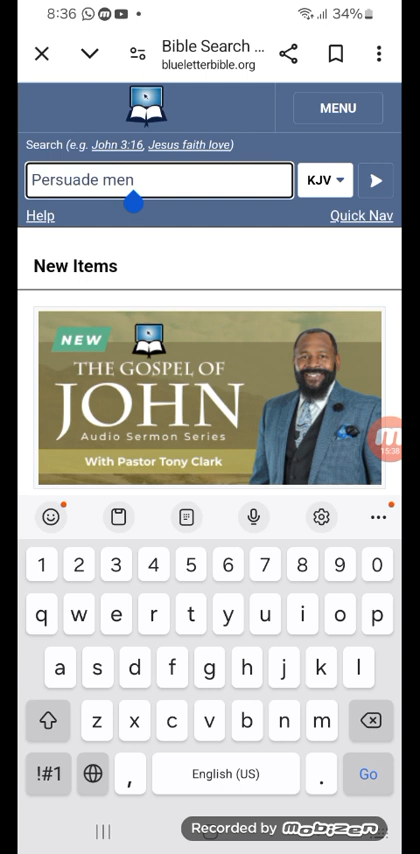 8:36 34%
Bible Search ...
blueletterbible.org
MENU
Search (e.g. John 3:16, Jesus faith love)
Persuade men KJV
Help Quick Nav
New Items
NEW
THE GOSPEL OF
JOHN
Audio Sermon Series
With Pastor Tony Clark
15:38
1 2 3 4 5 6 7 8 9 0
q w e r t y u i o p
a s d f g h j k l
z x c v b n m
!#1 , English (US) . Go
Recorded by mobizen